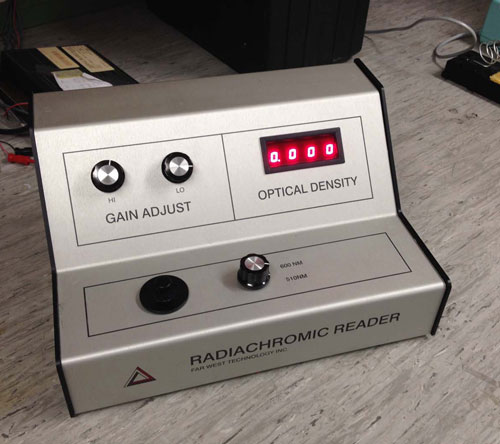 0.000
HI
LO
GAIN ADJUST
OPTICAL DENSITY
600 NM
510NM
RADIACHROMIC READER
FAR WEST TECHNOLOGY INC.